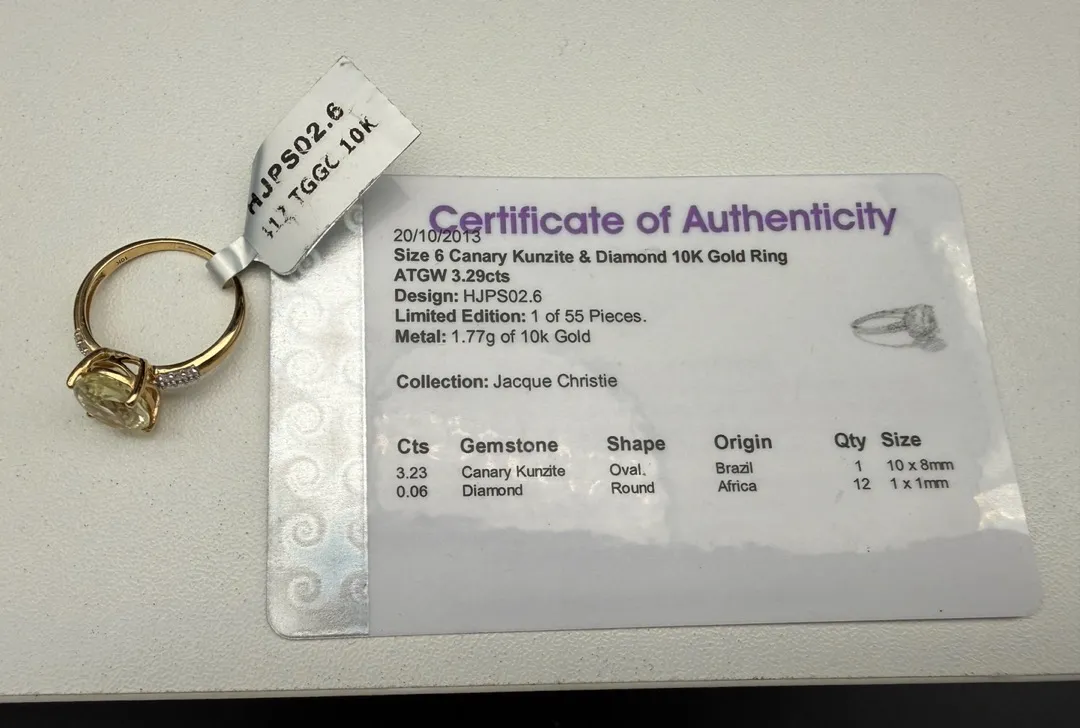 HJPS02.6
TGGC 10K
10K
Certificate of Authenticity
20/10/2013
Size 6 Canary Kunzite & Diamond 10K Gold Ring
ATGW 3.29cts
Design: HJPS02.6
Limited Edition: 1 of 55 Pieces.
Metal: 1.77g of 10k Gold
Collection: Jacque Christie
Cts Gemstone Shape Origin Qty Size
3.23 Canary Kunzite Oval. Brazil 1 10 x 8mm
0.06 Diamond Round Africa 12 1 x 1mm